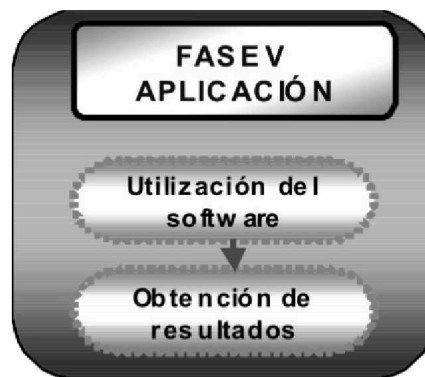 FASE V
APLICACIÓN
Utilización del
software
Obtención de
resultados